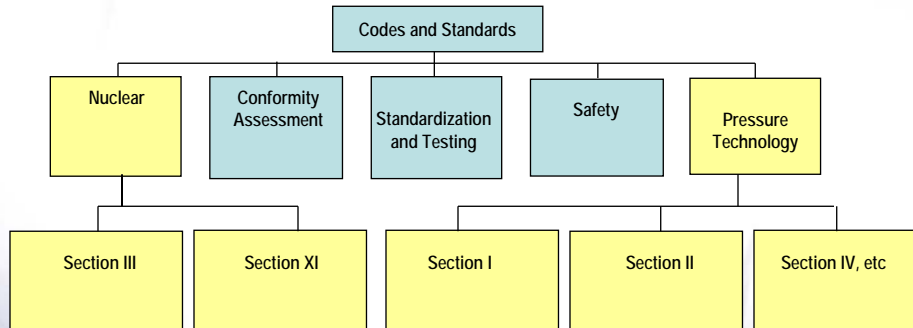 Codes and Standards
Nuclear
Conformity
Assessment
Standardization
and Testing
Safety
Pressure
Technology
Section III
Section XI
Section I
Section II
Section IV, etc